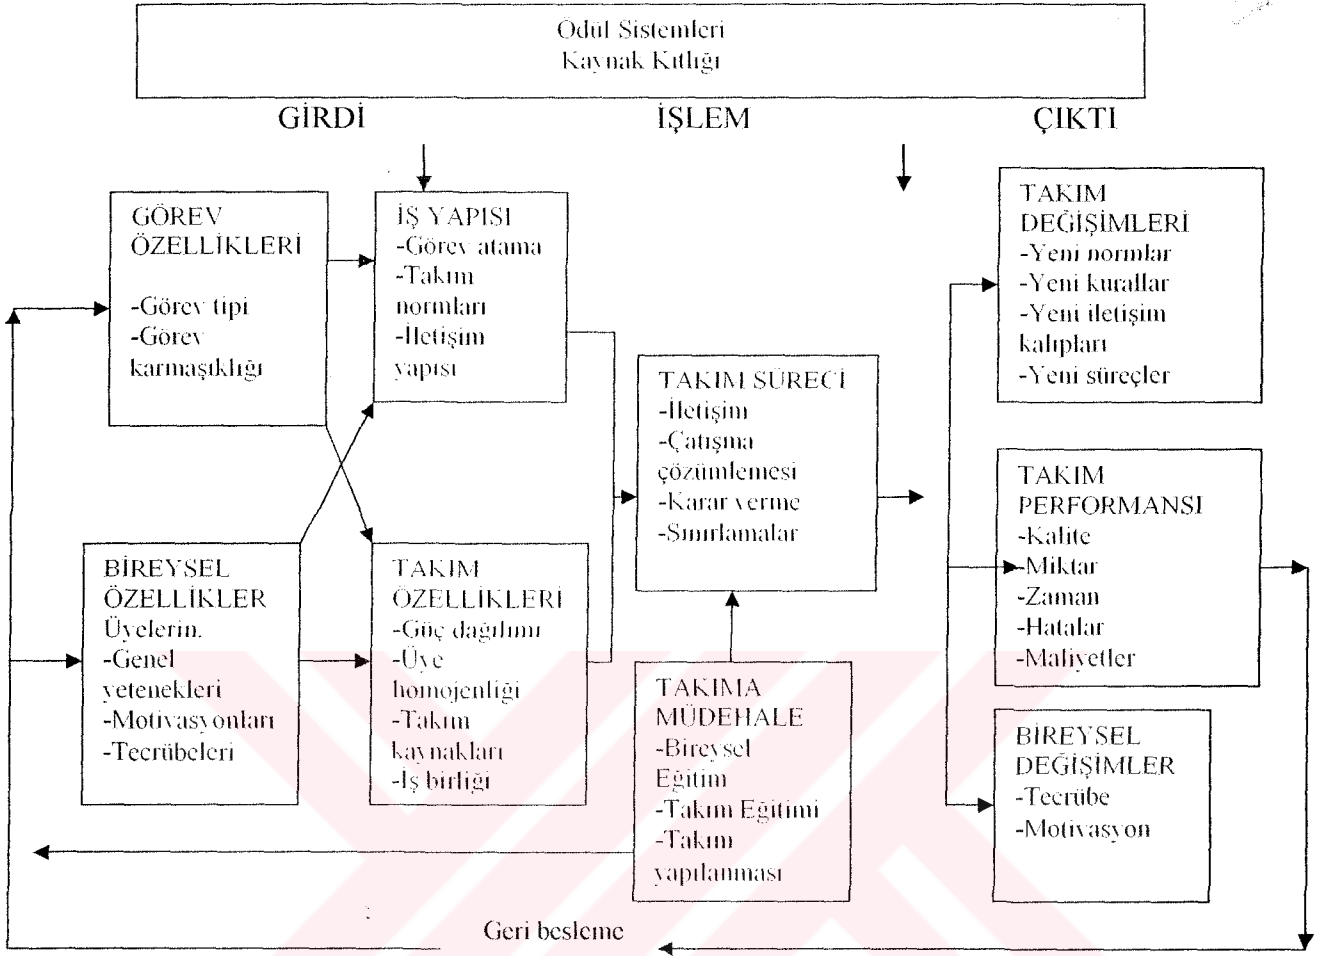 Ödül Sistemleri
Kaynak Kıtlığı
GİRDİ
İŞLEM
ÇIKTI
GÖREV
ÖZELLİKLERİ
-Görev tipi
-Görev
karmaşıklığı
İŞ YAPISI
-Görev atama
-Takım
normları
-İletişim
yapısı
BİREYSEL
ÖZELLİKLER
Üyelerin.
-Genel
yetenekleri
-Motivasyonları
-Tecrübeleri
TAKIM
ÖZELLİKLERİ
-Güç dağılımı
-Üye
homojenliği
-Takım
kaynakları
-İş birliği
TAKIM SÜRECİ
-İletişim
-Çatışma
çözümlemesi
-Karar verme
-Sınırlamalar
TAKIMA
MÜDEHALE
-Bireysel
Eğitim
-Takım Eğitimi
-Takım
yapılanması
TAKIM
DEĞİŞİMLERİ
-Yeni normlar
-Yeni kurallar
-Yeni iletişim
kalıpları
-Yeni süreçler
TAKIM
PERFORMANSI
-Kalite
-Miktar
-Zaman
-Hatalar
-Maliyetler
BİREYSEL
DEĞİŞİMLER
-Tecrübe
-Motivasyon
Geri besleme